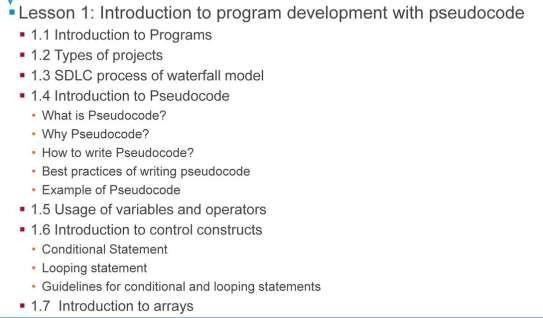 Lesson 1: Introduction to program development with pseudocode
1.1 Introduction to Programs
1.2 Types of projects
1.3 SDLC process of waterfall model
1.4 Introduction to Pseudocode
What is Pseudocode?
Why Pseudocode?
How to write Pseudocode?
Best practices of writing pseudocode
Example of Pseudocode
1.5 Usage of variables and operators
1.6 Introduction to control constructs
Conditional Statement
Looping statement
Guidelines for conditional and looping statements
1.7 Introduction to arrays